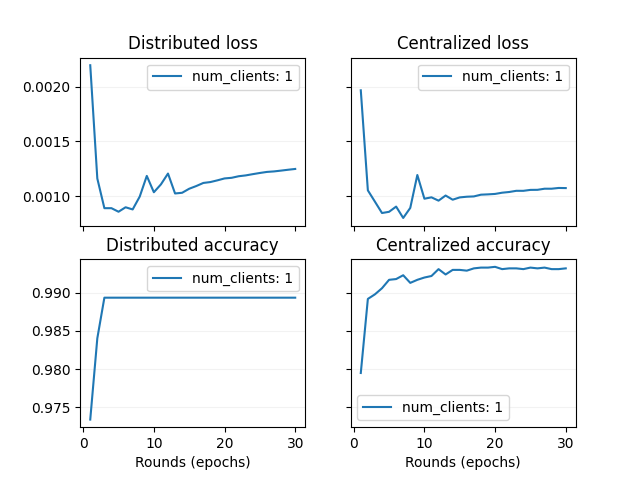 Distributed loss
Centralized loss
num_clients: 1
num_clients: 1
0.0020
0.0015
0.0010
Distributed accuracy
Centralized accuracy
num_clients: 1
0.990
0.985
0.980
0.975
num_clients: 1
0 10 20 30
0 10 20 30
Rounds (epochs)
Rounds (epochs)